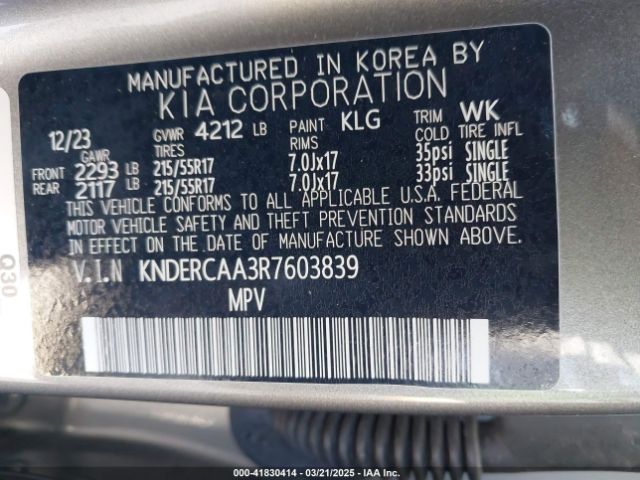 MANUFACTURED IN KOREA BY
KIA CORPORATION
12/23 GVWR 4212 LB PAINT KLG TRIM WK
GAWR TIRES RIMS COLD TIRE INFL
FRONT 2293 LB 215/55R17 7.0Jx17 35psi SINGLE
REAR 2117 LB 215/55R17 7.0Jx17 33psi SINGLE
THIS VEHICLE CONFORMS TO ALL APPLICABLE U.S.A. FEDERAL
MOTOR VEHICLE SAFETY AND THEFT PREVENTION STANDARDS
IN EFFECT ON THE DATE OF MANUFACTURE SHOWN ABOVE.
V.I.N KNDERCAA3R7603839
MPV
Q30
000-41830414 — 03/21/2025 — IAA Inc.